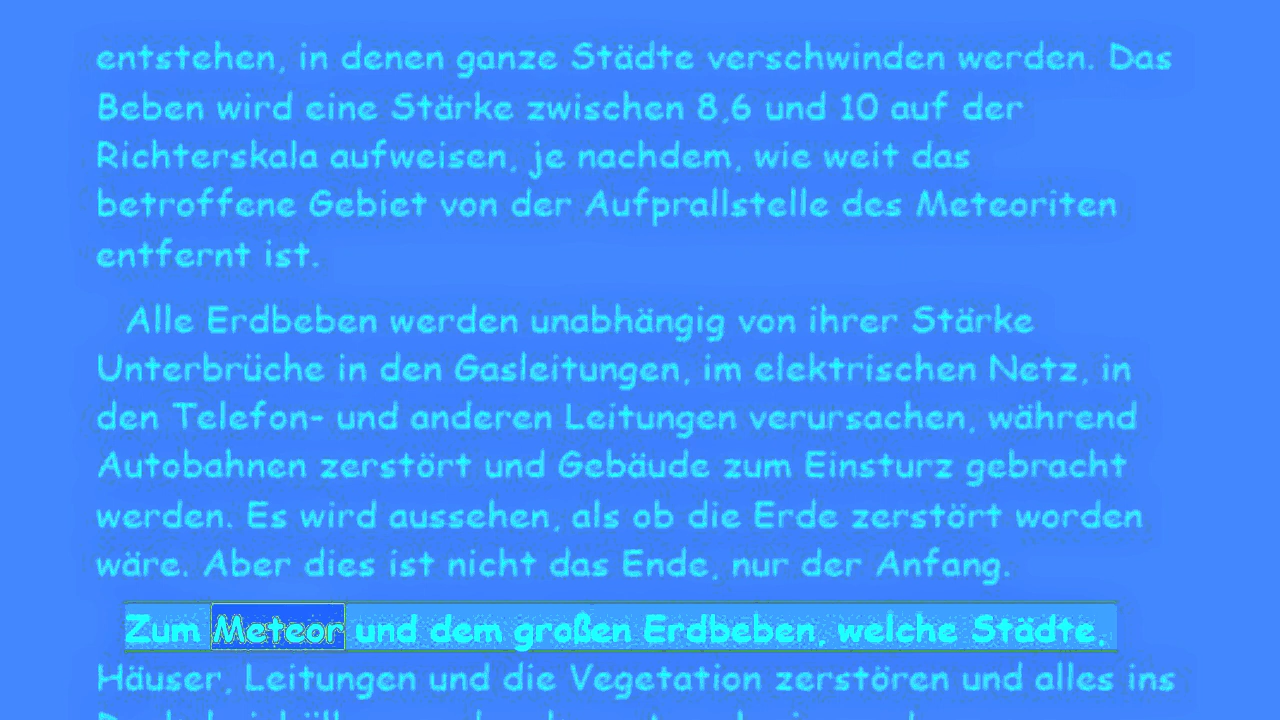 entstehen, in denen ganze Städte verschwinden werden. Das
Beben wird eine Stärke zwischen 8,6 und 10 auf der
Richterskala aufweisen, je nachdem, wie weit das
betroffene Gebiet von der Aufprallstelle des Meteoriten
entfernt ist.
Alle Erdbeben werden unabhängig von ihrer Stärke
Unterbrüche in den Gasleitungen, im elektrischen Netz, in
den Telefon- und anderen Leitungen verursachen, während
Autobahnen zerstört und Gebäude zum Einsturz gebracht
werden. Es wird aussehen, als ob die Erde zerstört worden
wäre. Aber dies ist nicht das Ende, nur der Anfang.
Zum Meteor und dem großen Erdbeben, welche Städte,
Häuser, Leitungen und die Vegetation zerstören und alles ins